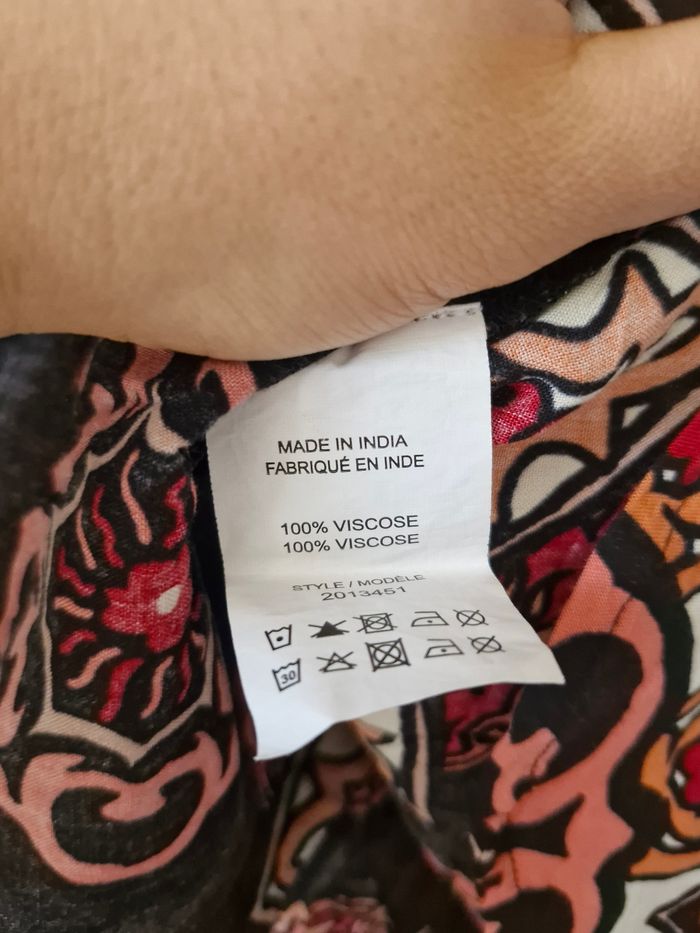 MADE IN INDIA
FABRIQUÉ EN INDE
100% VISCOSE
100% VISCOSE
STYLE / MODÈLE
2013451
30